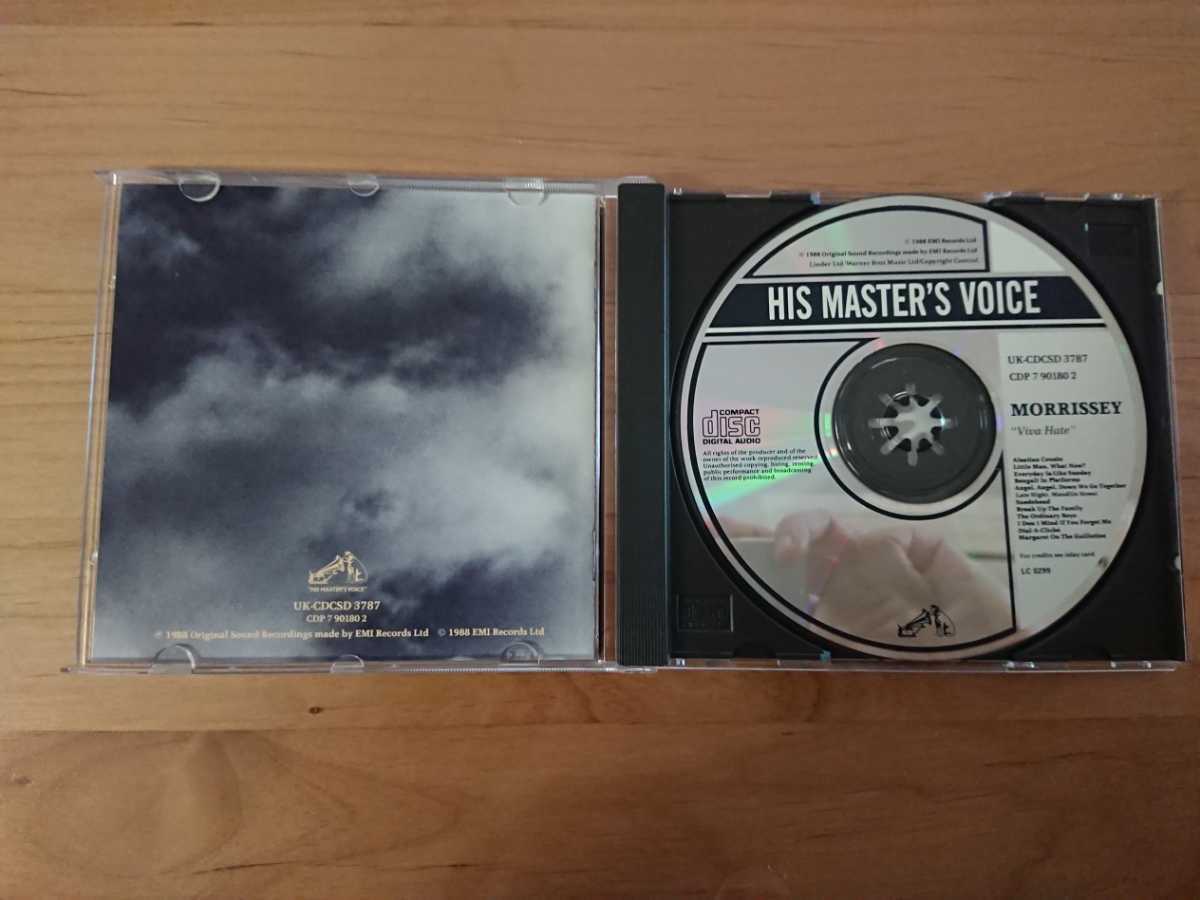 "HIS MASTER'S VOICE"
UK-CDCSD 3787
CDP 7 90180 2
℗ 1988 Original Sound Recordings made by EMI Records Ltd © 1988 EMI Records Ltd
© 1988 EMI Records Ltd
℗ 1988 Original Sound Recordings made by EMI Records Ltd
Linder Ltd/Warner Bros Music Ltd/Copyright Control
HIS MASTER'S VOICE
COMPACT
disc
DIGITAL AUDIO
All rights of the producer and of the
owner of the work reproduced reserved
Unauthorised copying, hiring, renting,
public performance and broadcasting
of this record prohibited.
UK-CDCSD 3787
CDP 7 90180 2
MORRISSEY
"Viva Hate"
Alsatian Cousin
Little Man, What Now?
Everyday Is Like Sunday
Bengali In Platforms
Angel, Angel, Down We Go Together
Late Night, Maudlin Street
Suedehead
Break Up The Family
The Ordinary Boys
I Don't Mind If You Forget Me
Dial-A-Cliche
Margaret On The Guillotine
For credits see inlay card
LC 0299